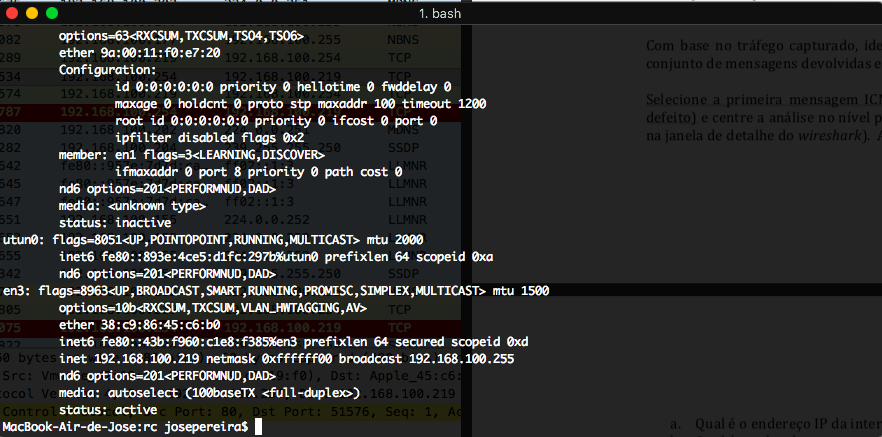 1. bash
options=63<RXCSUM,TXCSUM,TSO4,TSO6>
ether 9a:00:11:f0:e7:20
Configuration:
id 0:0:0:0:0:0 priority 0 hellotime 0 fwddelay 0
maxage 0 holdcnt 0 proto stp maxaddr 100 timeout 1200
root id 0:0:0:0:0:0 priority 0 ifcost 0 port 0
ipfilter disabled flags 0x2
member: en1 flags=3<LEARNING,DISCOVER>
ifmaxaddr 0 port 8 priority 0 path cost 0
nd6 options=201<PERFORMNUD,DAD>
media: <unknown type>
status: inactive
utun0: flags=8051<UP,POINTOPOINT,RUNNING,MULTICAST> mtu 2000
inet6 fe80::893e:4ce5:d1fc:297b%utun0 prefixlen 64 scopeid 0xa
nd6 options=201<PERFORMNUD,DAD>
en3: flags=8963<UP,BROADCAST,SMART,RUNNING,PROMISC,SIMPLEX,MULTICAST> mtu 1500
options=10b<RXCSUM,TXCSUM,VLAN_HWTAGGING,AV>
ether 38:c9:86:45:c6:b0
inet6 fe80::43b:f960:c1e8:f385%en3 prefixlen 64 secured scopeid 0xd
inet 192.168.100.219 netmask 0xffffff00 broadcast 192.168.100.255
nd6 options=201<PERFORMNUD,DAD>
media: autoselect (100baseTX <full-duplex>)
status: active
MacBook-Air-de-Jose:rc josepereira$
Com base no tráfego capturado, ide
conjunto de mensagens devolvidas e
Selecione a primeira mensagem ICM
defeito) e centre a análise no nível p
na janela de detalhe do wireshark). A
a. Qual é o endereço IP da inter